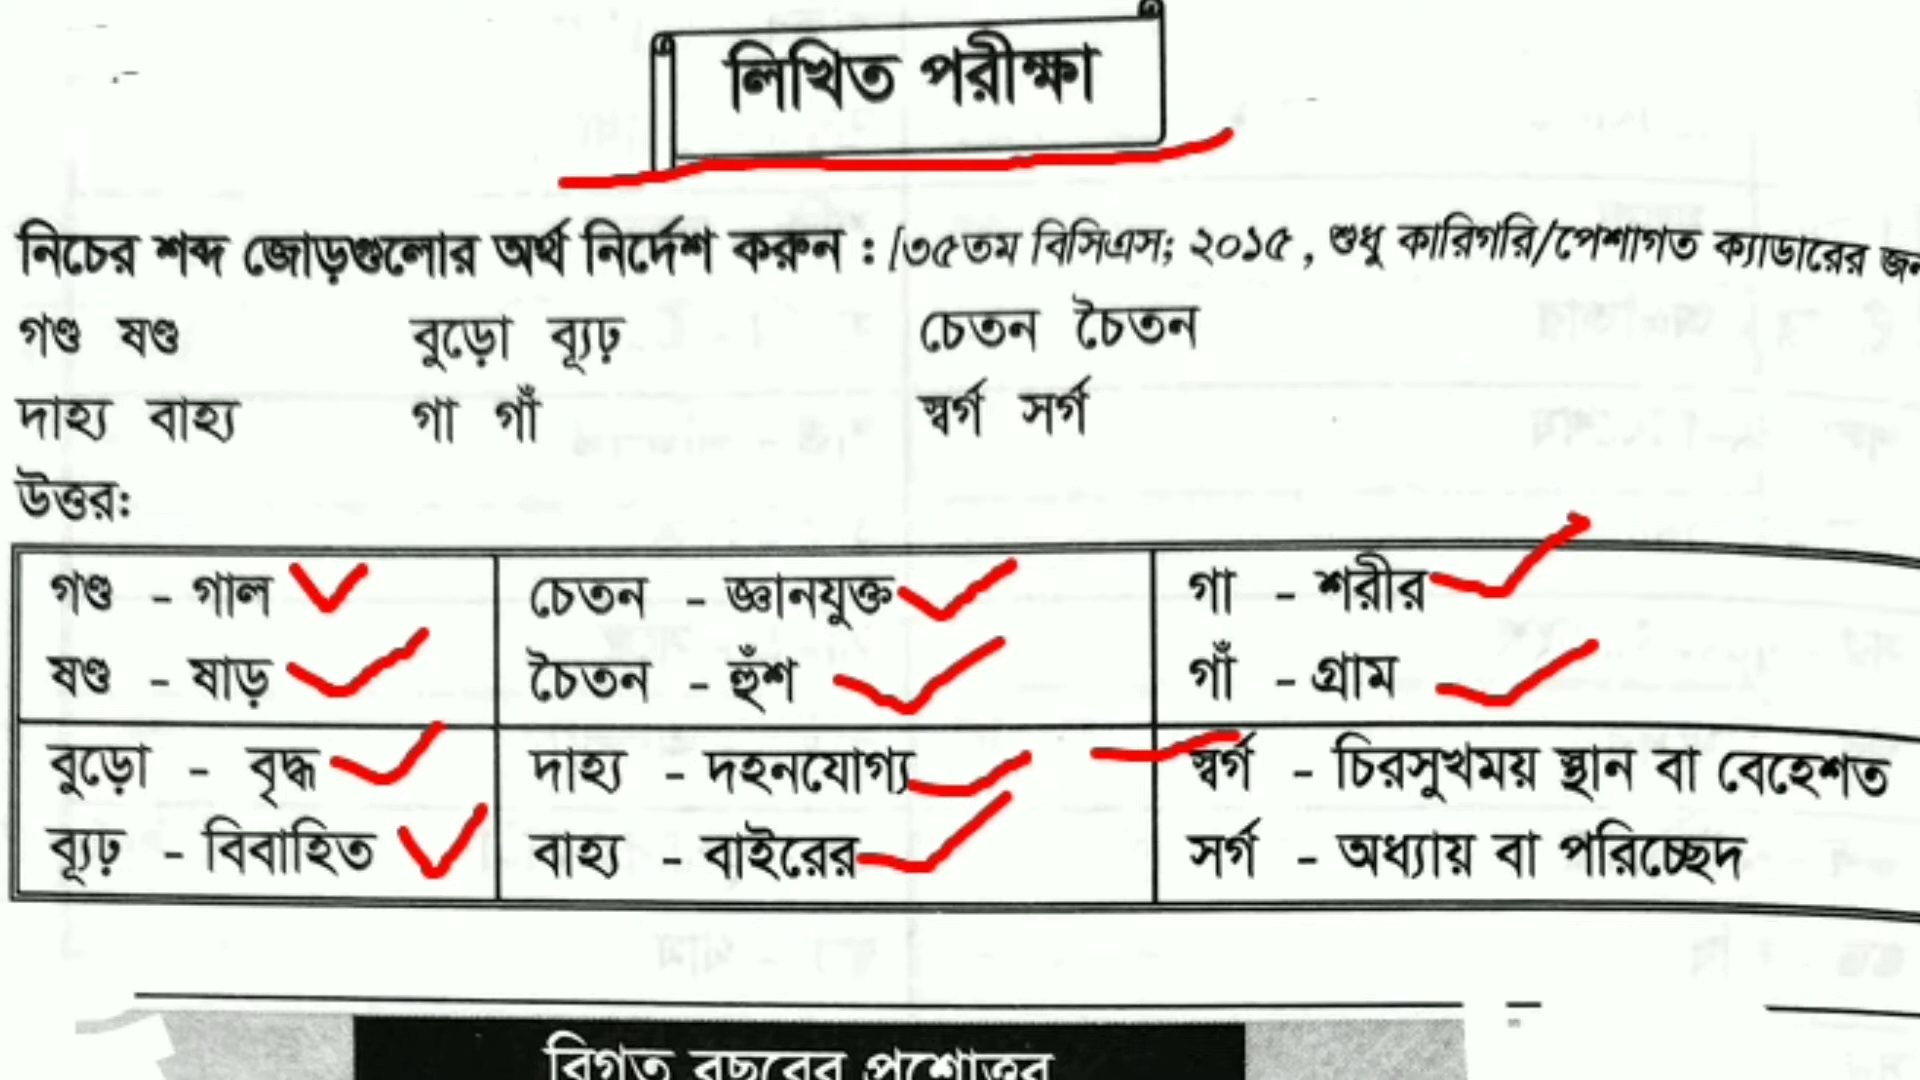 লিখিত পরীক্ষা
নিচের শব্দ জোড়গুলোর অর্থ নির্দেশ করুন : [৩৫তম বিসিএস; ২০১৫ , শুধু কারিগরি/পেশাগত ক্যাডারের
গণ্ড ষণ্ড বুড়ো ব্যূঢ় চেতন চৈতন
দাহ্য বাহ্য গা গাঁ স্বর্গ সর্গ
উত্তর:
গণ্ড - গাল চেতন - জ্ঞানযুক্ত গা - শরীর
ষণ্ড - ষাড় চৈতন - হুঁশ গাঁ - গ্রাম
বুড়ো - বৃদ্ধ দাহ্য - দহনযোগ্য স্বর্গ - চিরসুখময় স্থান বা বেহেশত
ব্যূঢ় - বিবাহিত বাহ্য - বাইরের সর্গ - অধ্যায় বা পরিচ্ছেদ
বিগত বছরের প্রশ্নোত্তর